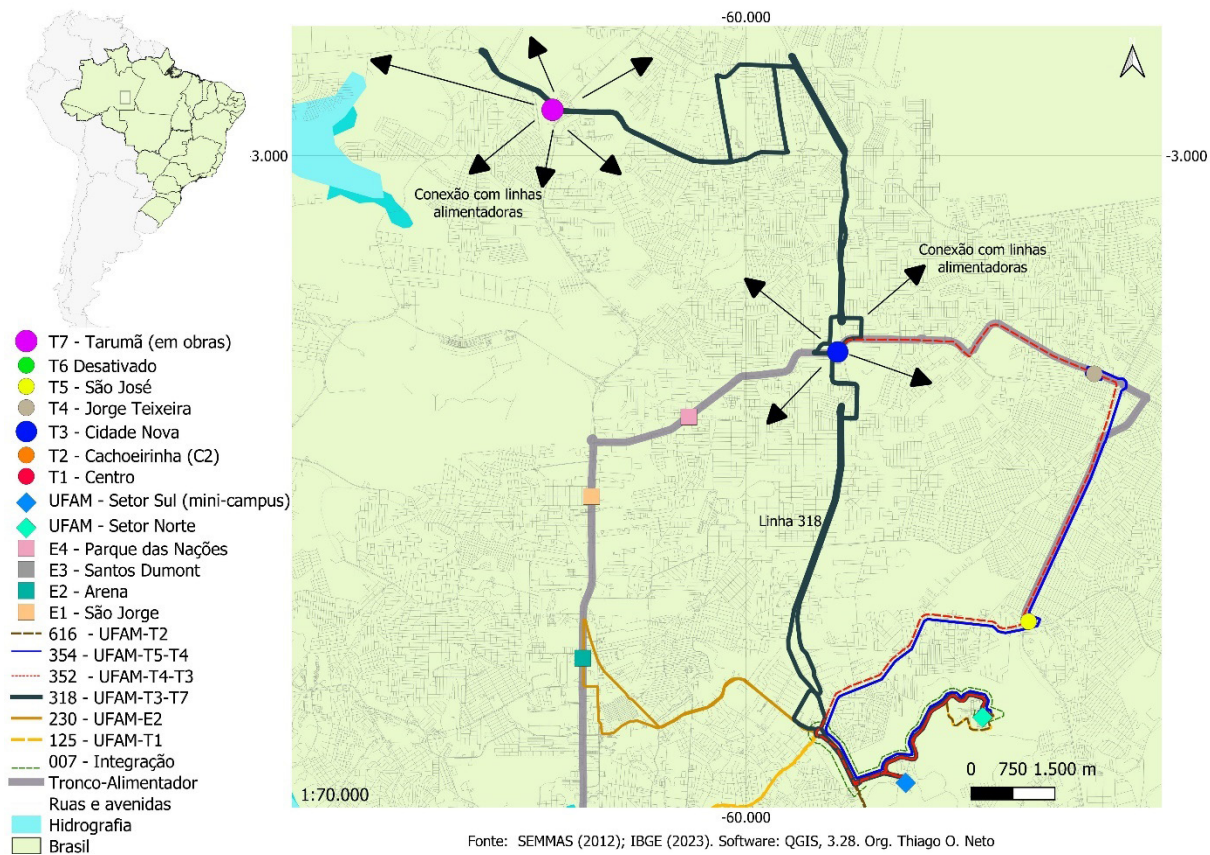 -60.000
3.000
-3.000
Conexão com linhas
alimentadoras
Conexão com linhas
alimentadoras
Linha 318
T7 - Tarumã (em obras)
T6 Desativado
T5 - São José
T4 - Jorge Teixeira
T3 - Cidade Nova
T2 - Cachoeirinha (C2)
T1 - Centro
UFAM - Setor Sul (mini-campus)
UFAM - Setor Norte
E4 - Parque das Nações
E3 - Santos Dumont
E2 - Arena
E1 - São Jorge
616 - UFAM-T2
354 - UFAM-T5-T4
352 - UFAM-T4-T3
318 - UFAM-T3-T7
230 - UFAM-E2
125 - UFAM-T1
007 - Integração
Tronco-Alimentador
Ruas e avenidas
Hidrografia
Brasil
0 750 1.500 m
1:70.000
-60.000
Fonte: SEMMAS (2012); IBGE (2023). Software: QGIS, 3.28. Org. Thiago O. Neto